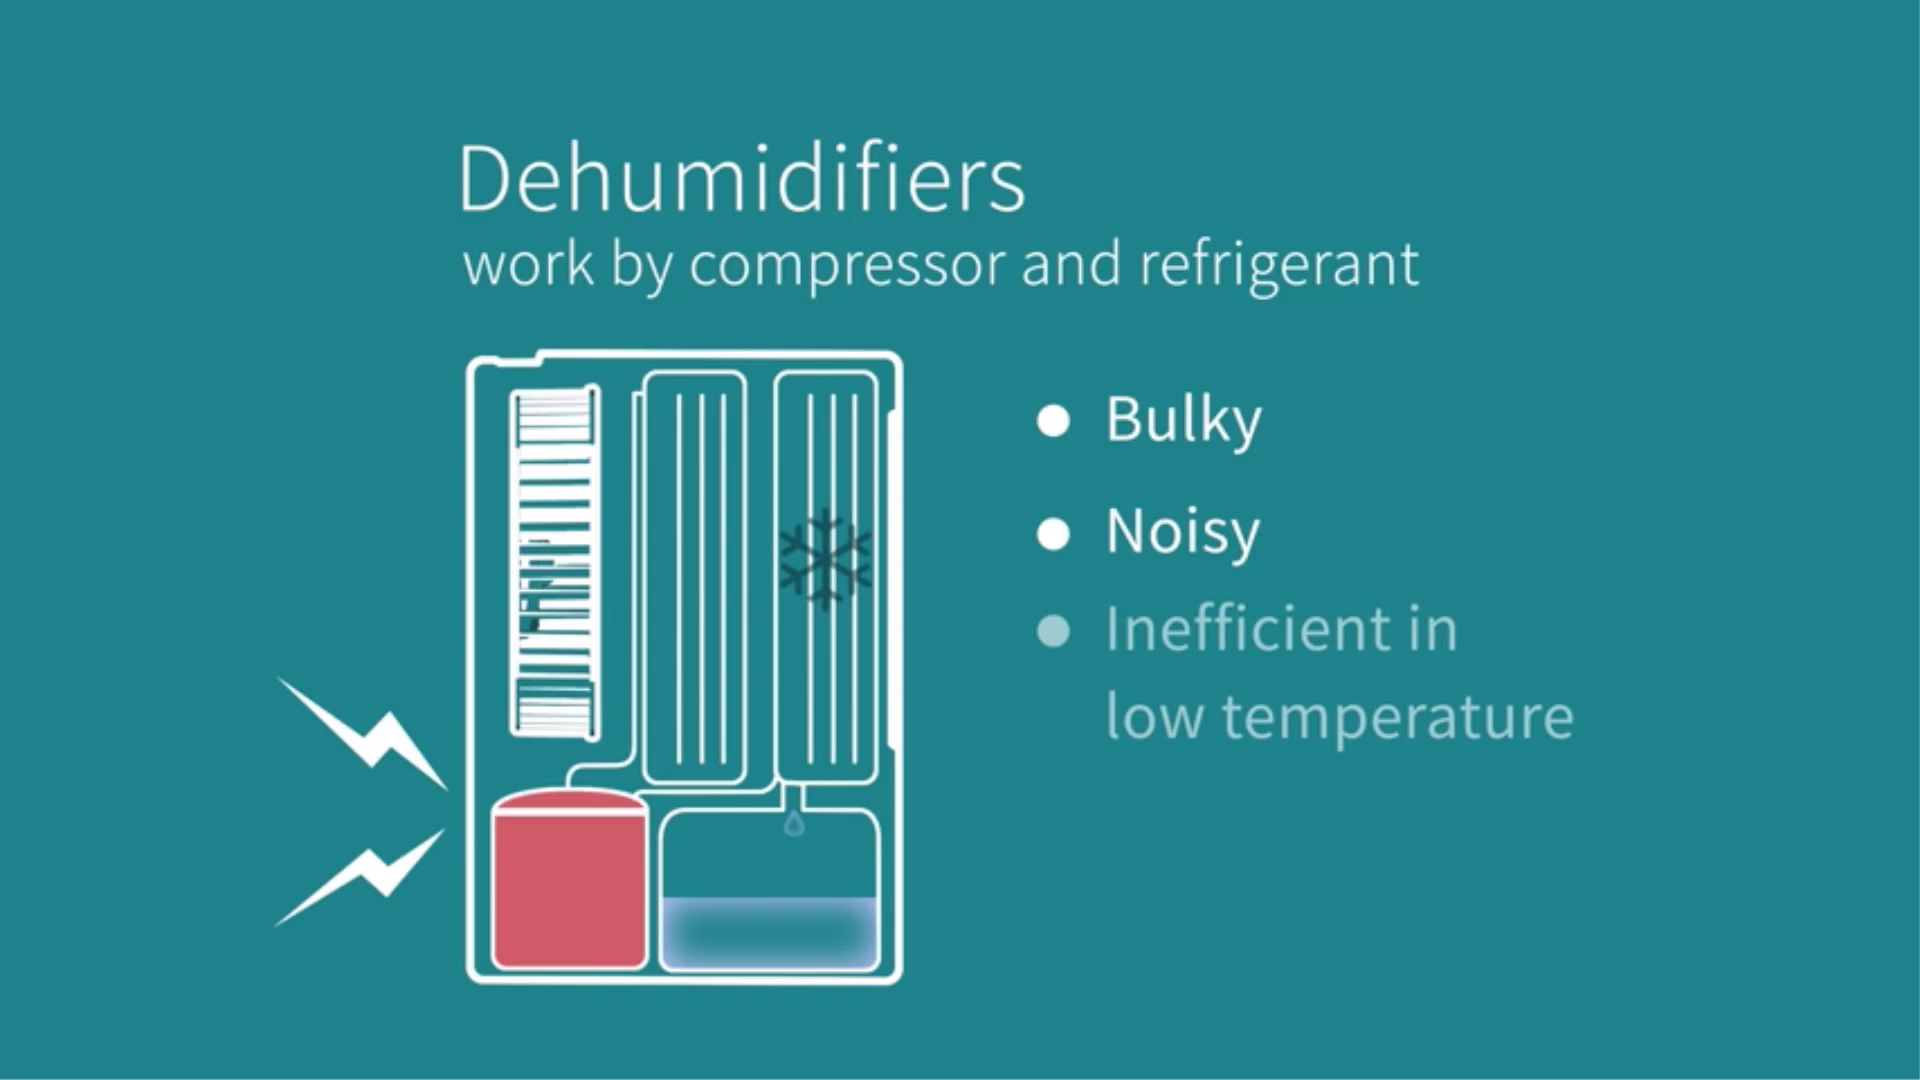 Dehumidifiers
work by compressor and refrigerant
Bulky
Noisy
Inefficient in
low temperature